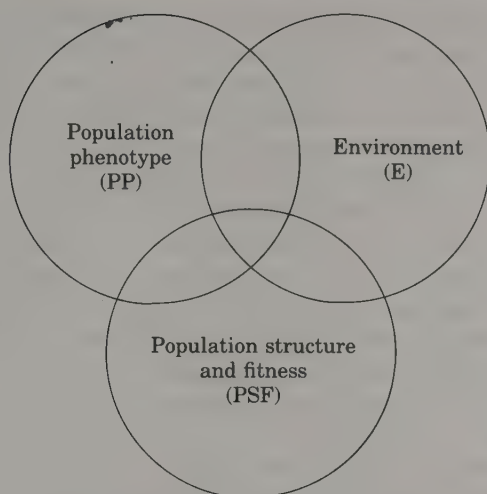 Population
phenotype
(PP)
Environment
(E)
Population structure
and fitness
(PSF)